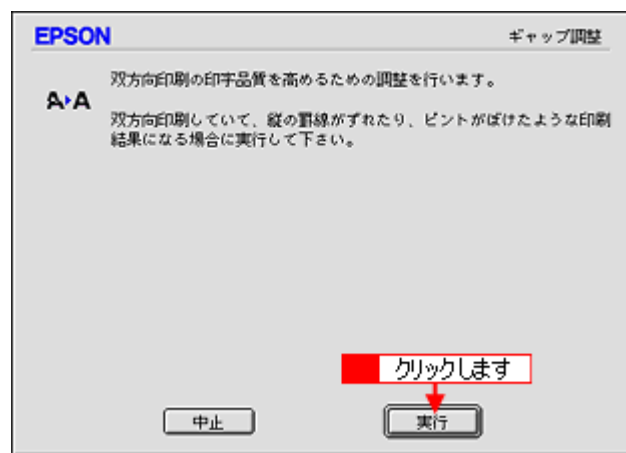 EPSON
ギャップ調整
双方向印刷の印字品質を高めるための調整を行います。
A▸A
双方向印刷していて、縦の罫線がずれたり、ピントがぼけたような印刷
結果になる場合に実行して下さい。
クリックします
中止
実行